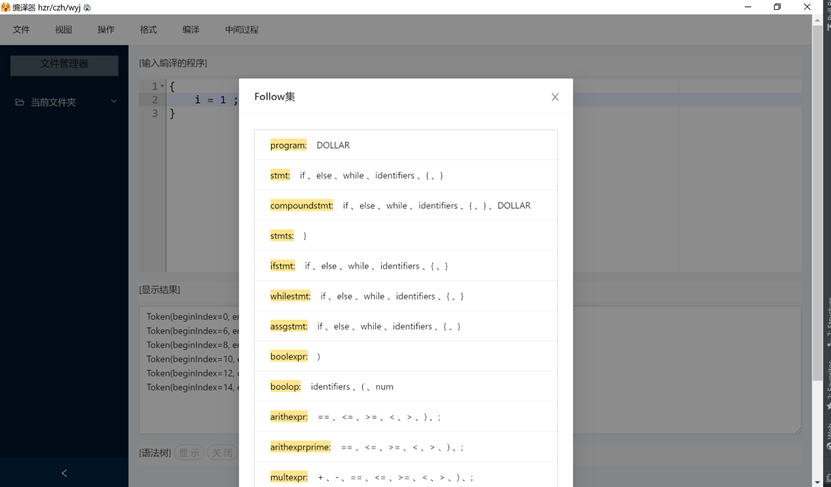 编译器 hzr/czh/wyj
文件 视图 操作 格式 编译 中间过程
文件管理器
当前文件夹
[输入编译的程序]
1 {
2 i = 1 ;
3 }
Follow集
program: DOLLAR
stmt: if 、else 、while 、identifiers 、{ 、}
compoundstmt: if 、else 、while 、identifiers 、{ 、} 、DOLLAR
stmts: }
ifstmt: if 、else 、while 、identifiers 、{ 、}
whilestmt: if 、else 、while 、identifiers 、{ 、}
assgstmt: if 、else 、while 、identifiers 、{ 、}
boolexpr: )
boolop: identifiers 、( 、num
arithexpr: == 、<= 、>= 、< 、> 、) 、;
arithexprprime: == 、<= 、>= 、< 、> 、) 、;
multexpr: + 、- 、== 、<= 、>= 、< 、> 、) 、;
[显示结果]
Token(beginIndex=0, en
Token(beginIndex=6, er
Token(beginIndex=8, er
Token(beginIndex=10, e
Token(beginIndex=12, e
Token(beginIndex=14, e
[语法树] 显示 关闭